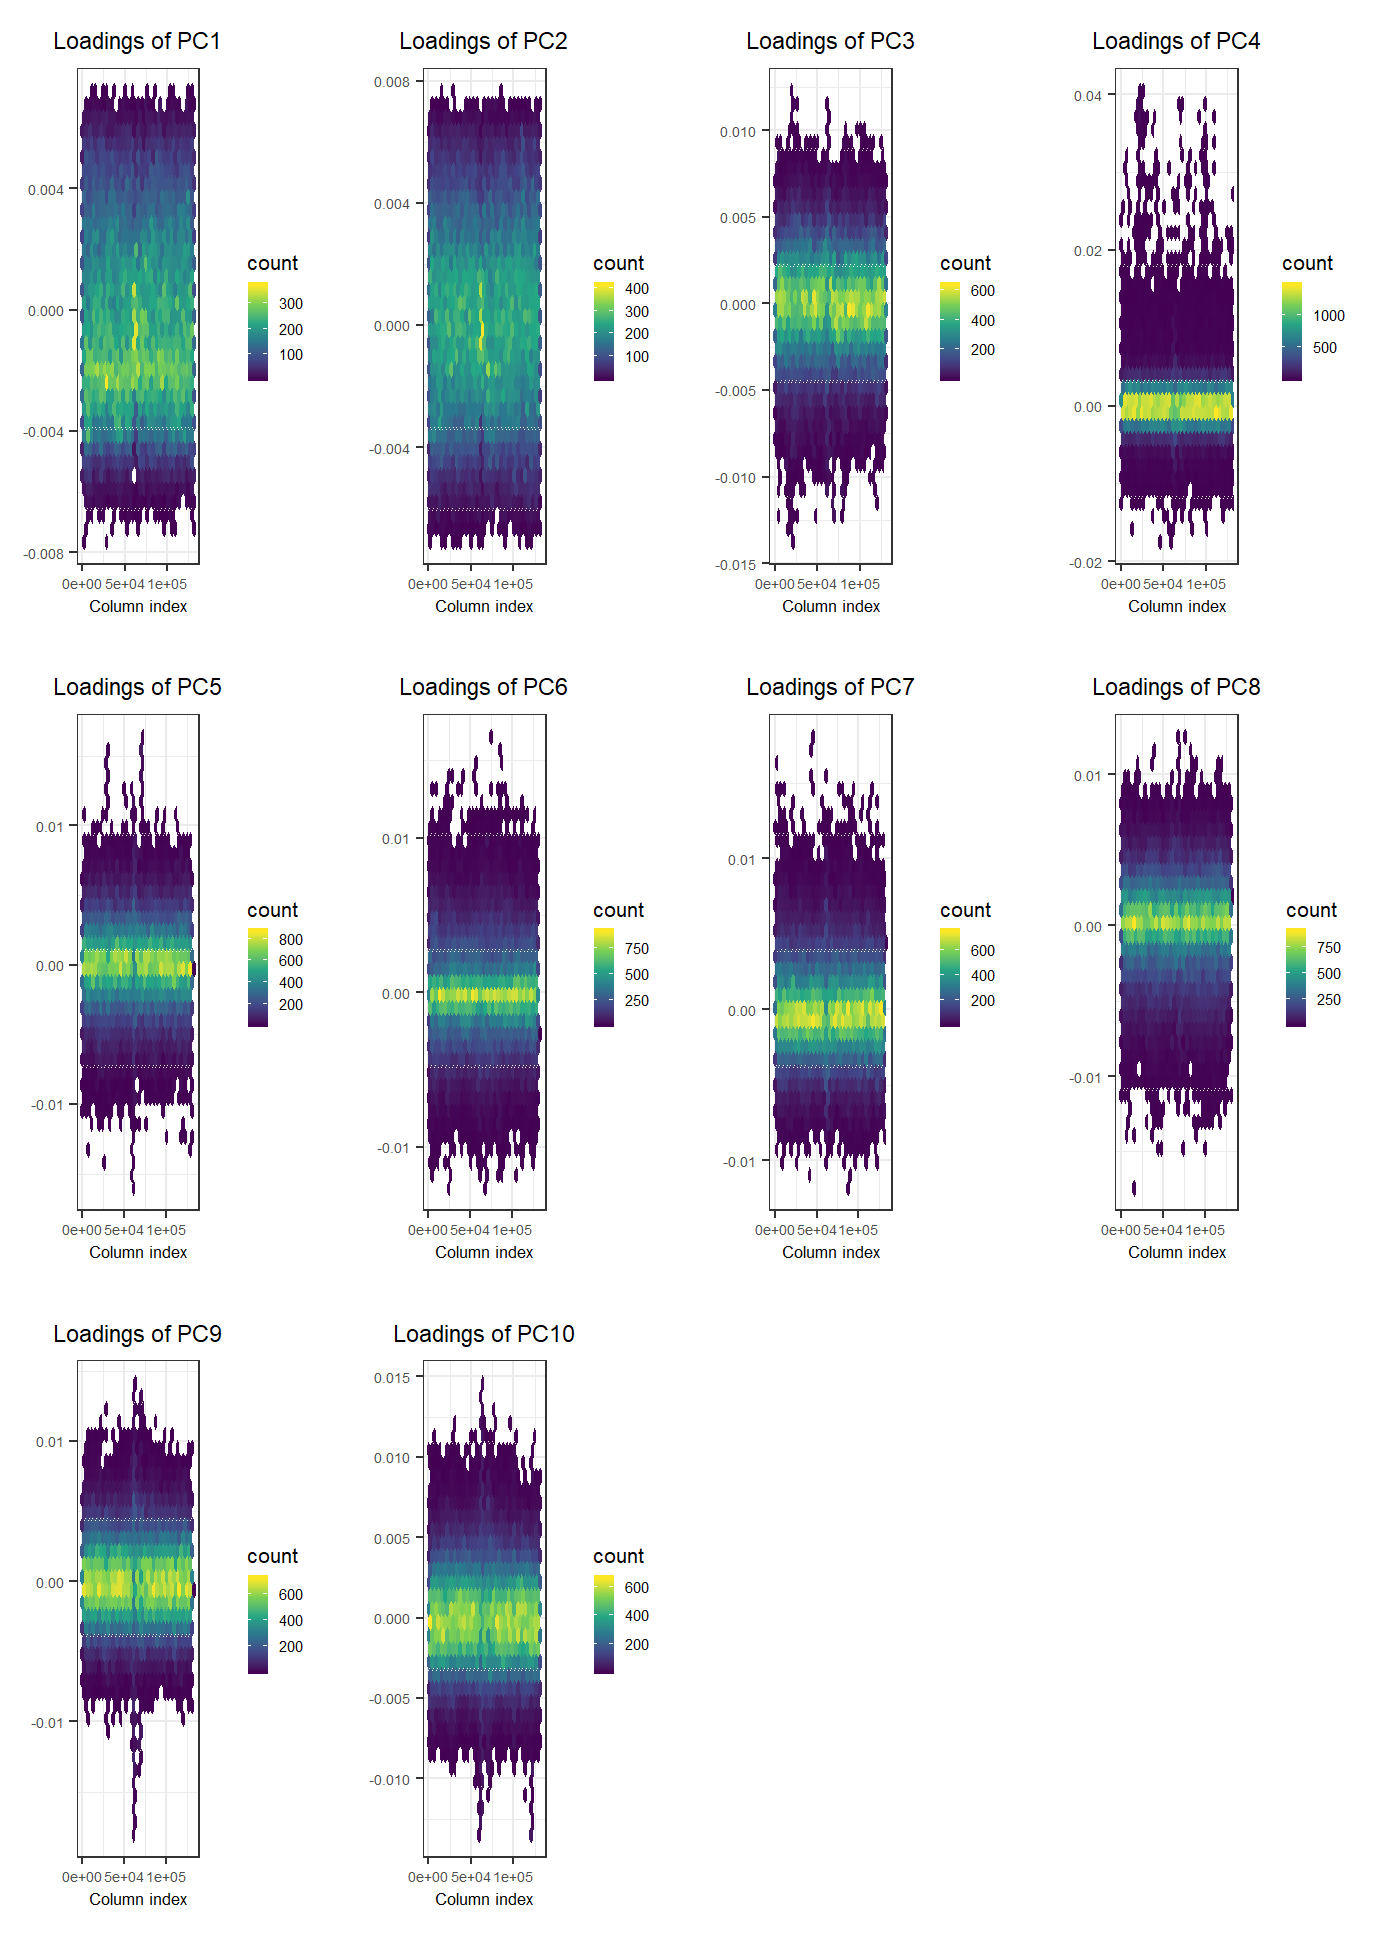 Loadings of PC1
0.004
0.000
-0.004
-0.008
0e+00 5e+04 1e+05
Column index
count
300
200
100
Loadings of PC2
0.008
0.004
0.000
-0.004
0e+00 5e+04 1e+05
Column index
count
400
300
200
100
Loadings of PC3
0.010
0.005
0.000
-0.005
-0.010
-0.015
0e+00 5e+04 1e+05
Column index
count
600
400
200
Loadings of PC4
0.04
0.02
0.00
-0.02
0e+00 5e+04 1e+05
Column index
count
1000
500
Loadings of PC5
0.01
0.00
-0.01
0e+00 5e+04 1e+05
Column index
count
800
600
400
200
Loadings of PC6
0.01
0.00
-0.01
0e+00 5e+04 1e+05
Column index
count
750
500
250
Loadings of PC7
0.01
0.00
-0.01
0e+00 5e+04 1e+05
Column index
count
600
400
200
Loadings of PC8
0.01
0.00
-0.01
0e+00 5e+04 1e+05
Column index
count
750
500
250
Loadings of PC9
0.01
0.00
-0.01
0e+00 5e+04 1e+05
Column index
count
600
400
200
Loadings of PC10
0.015
0.010
0.005
0.000
-0.005
-0.010
0e+00 5e+04 1e+05
Column index
count
600
400
200